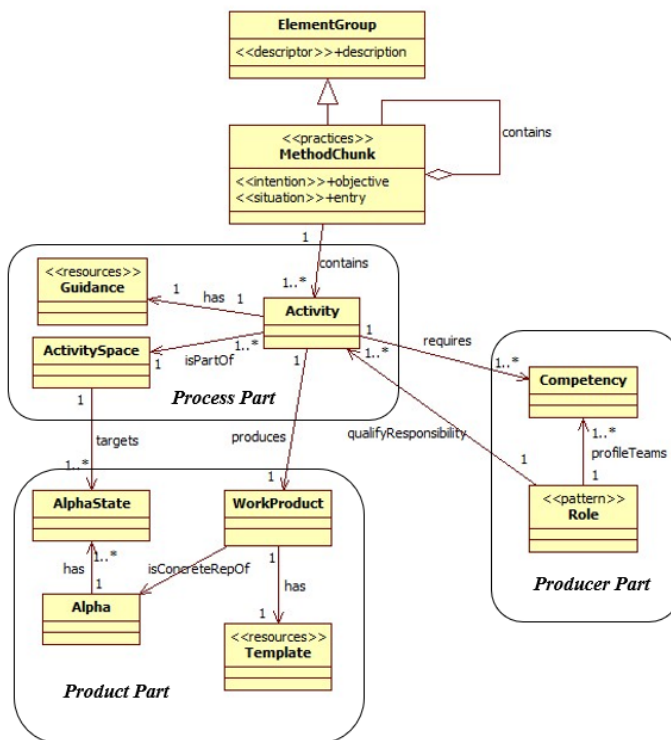 ElementGroup
<<descriptor>>+description
<<practices>>
MethodChunk
<<intention>>+objective
<<situation>>+entry
contains
1
contains
1..*
<<resources>>
Guidance
1
has
1
Activity
ActivitySpace
1
isPartOf
1..*
1
1..*
1
requires
1..*
Competency
Process Part
1
targets
1..*
produces
1
qualifyResponsibility
1
1..*
profileTeams
1
<<pattern>>
Role
Producer Part
AlphaState
WorkProduct
has
1..*
1
isConcreteRepOf
1
has
1
Alpha
<<resources>>
Template
Product Part